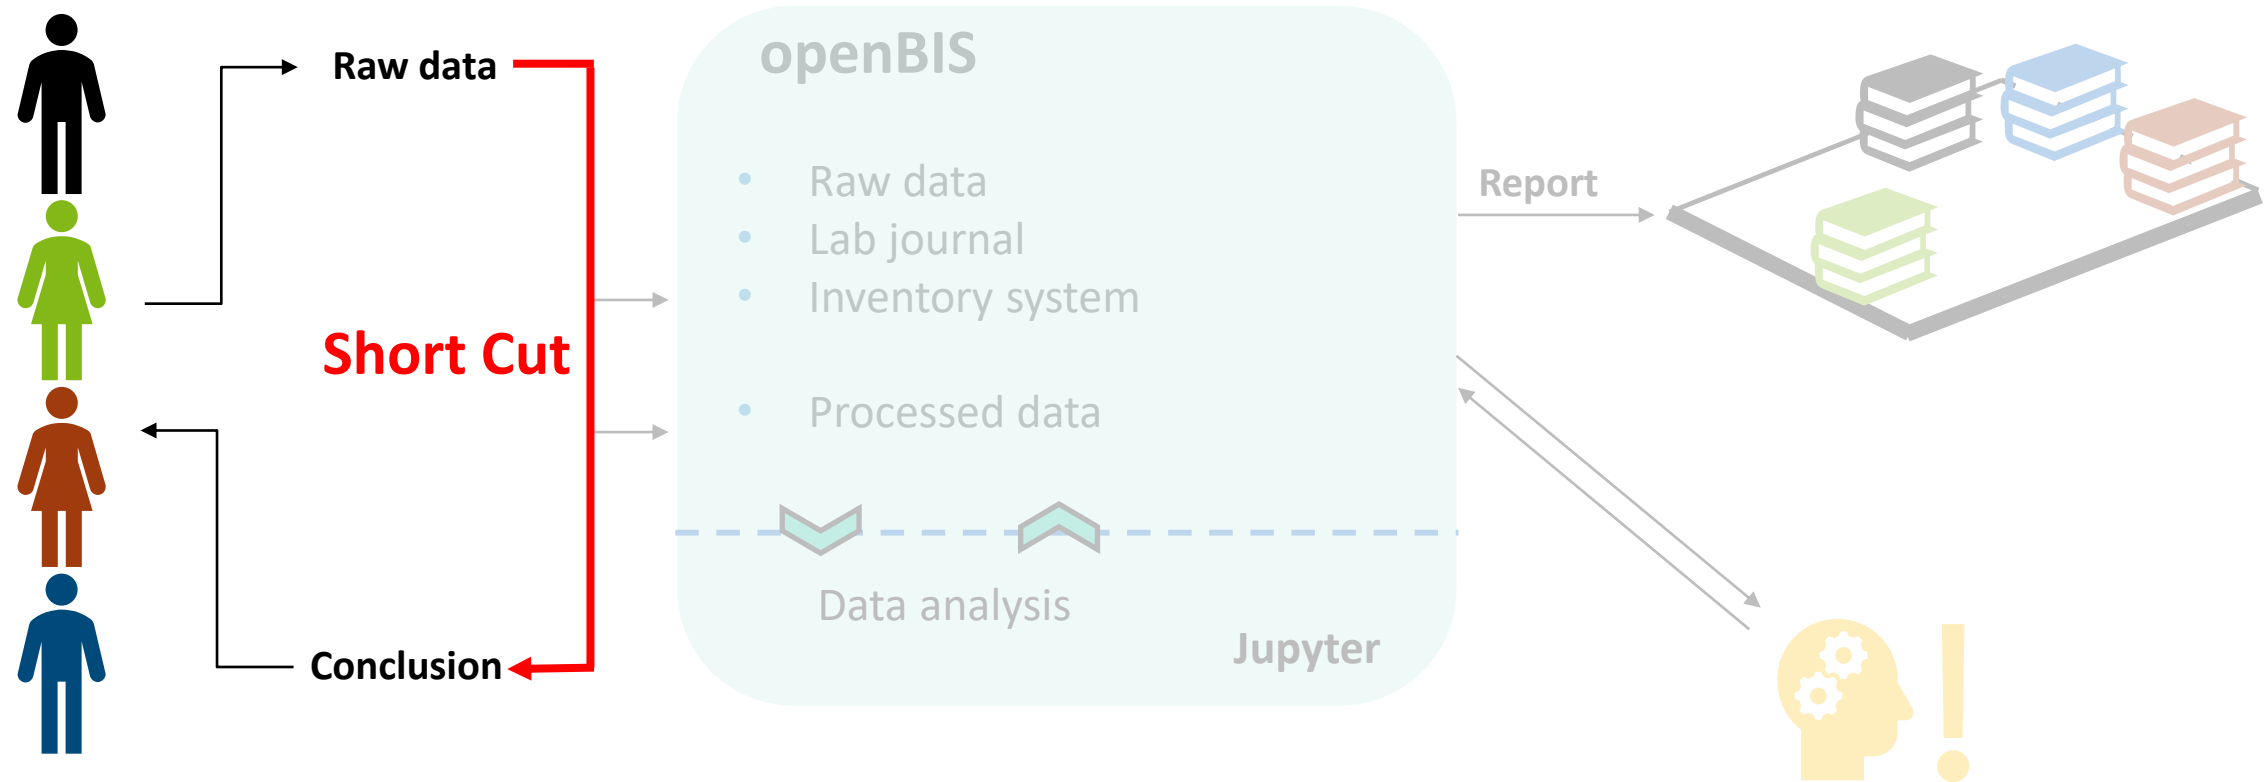 Raw data
Short Cut
Conclusion
openBIS
• Raw data
• Lab journal
• Inventory system
• Processed data
Data analysis
Jupyter
Report
!